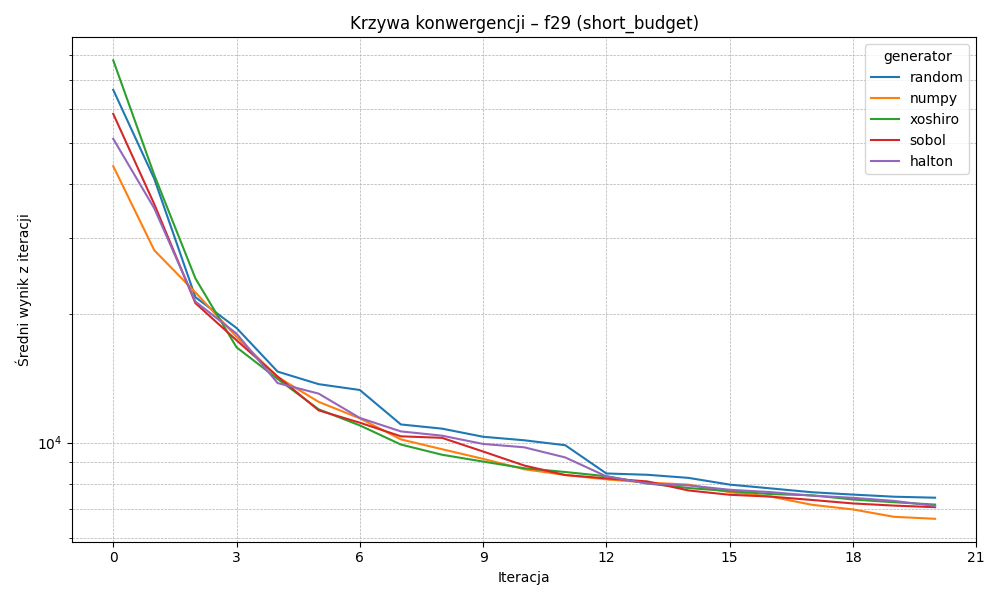 Krzywa konwergencji – f29 (short_budget)
generator
random
numpy
xoshiro
sobol
halton
Średni wynik z iteracji
10⁴
0 3 6 9 12 15 18 21
Iteracja